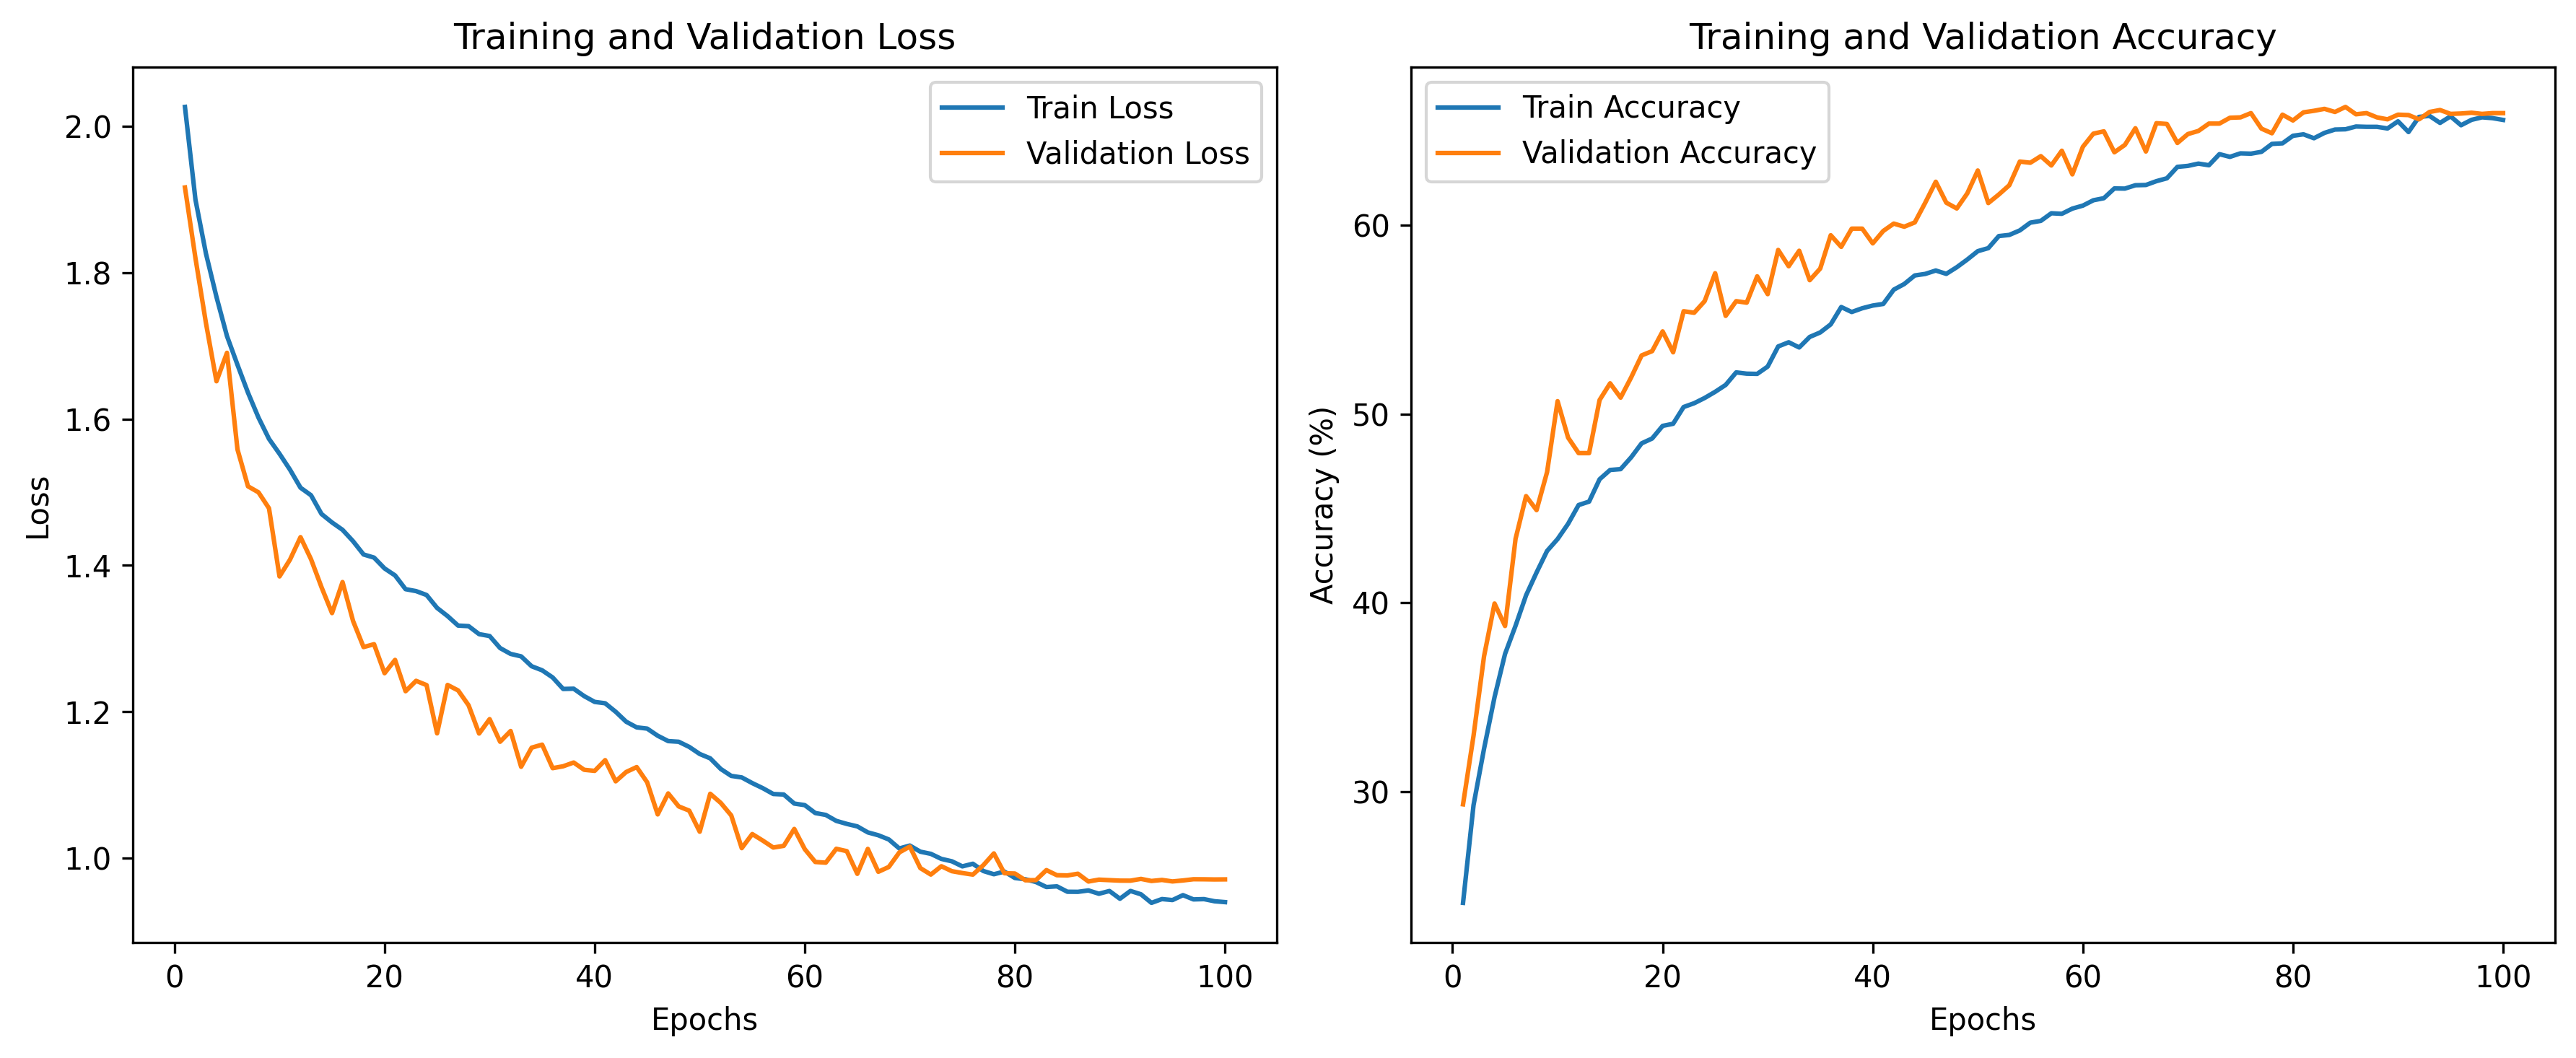 Training and Validation Loss
Train Loss
Validation Loss
2.0
1.8
1.6
1.4
1.2
1.0
Loss
0 20 40 60 80 100
Epochs
Training and Validation Accuracy
Train Accuracy
Validation Accuracy
60
50
40
30
Accuracy (%)
0 20 40 60 80 100
Epochs